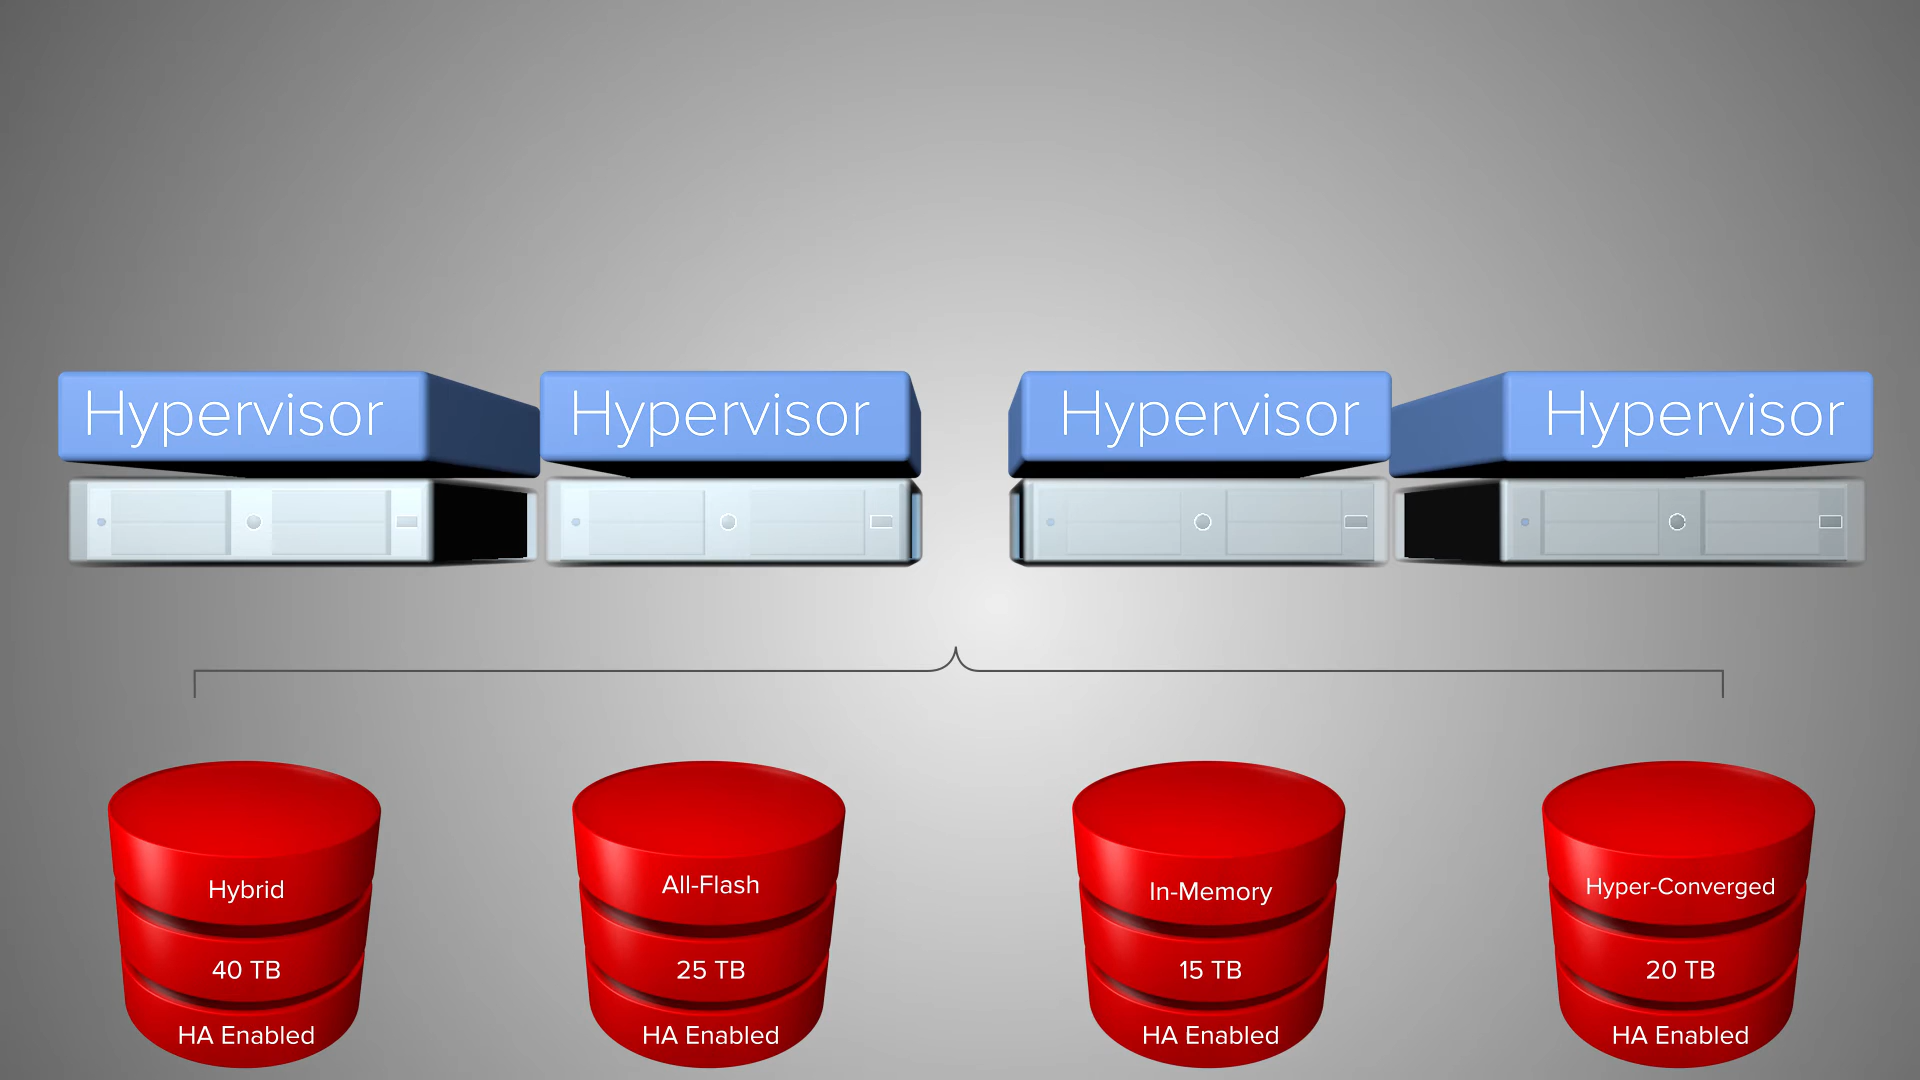 Hypervisor
Hypervisor
Hypervisor
Hypervisor
Hybrid
40 TB
HA Enabled
All-Flash
25 TB
HA Enabled
In-Memory
15 TB
HA Enabled
Hyper-Converged
20 TB
HA Enabled